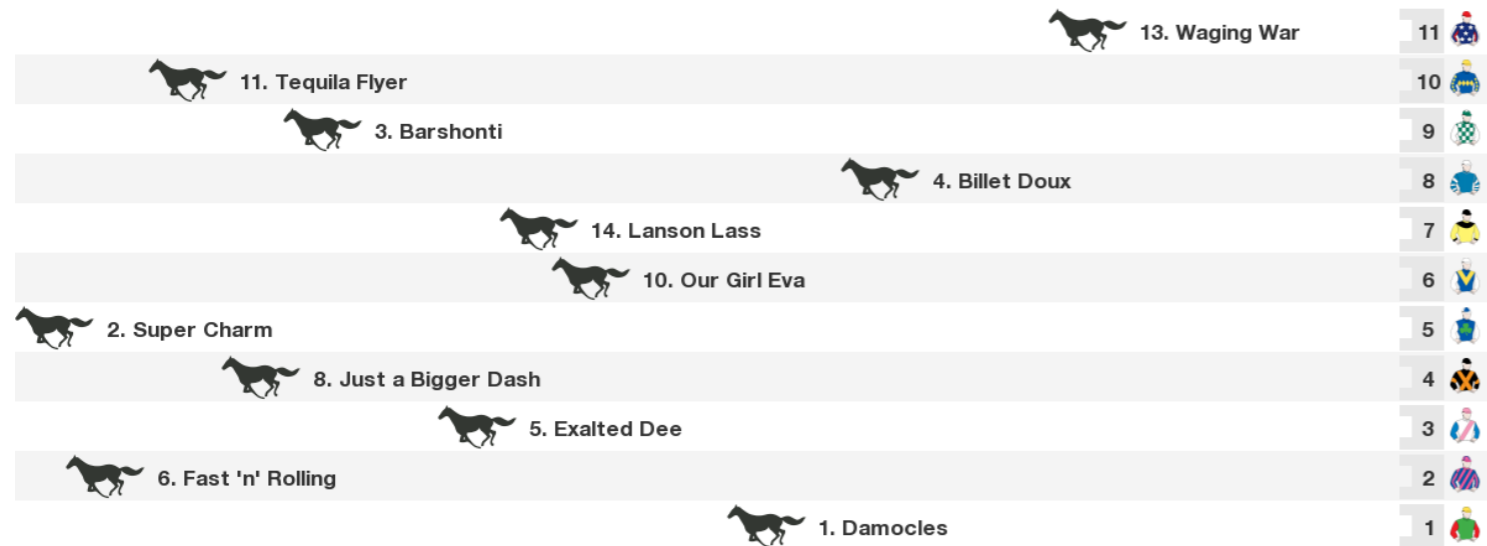 13. Waging War 11
11. Tequila Flyer 10
3. Barshonti 9
4. Billet Doux 8
14. Lanson Lass 7
10. Our Girl Eva 6
2. Super Charm 5
8. Just a Bigger Dash 4
5. Exalted Dee 3
6. Fast 'n' Rolling 2
1. Damocles 1